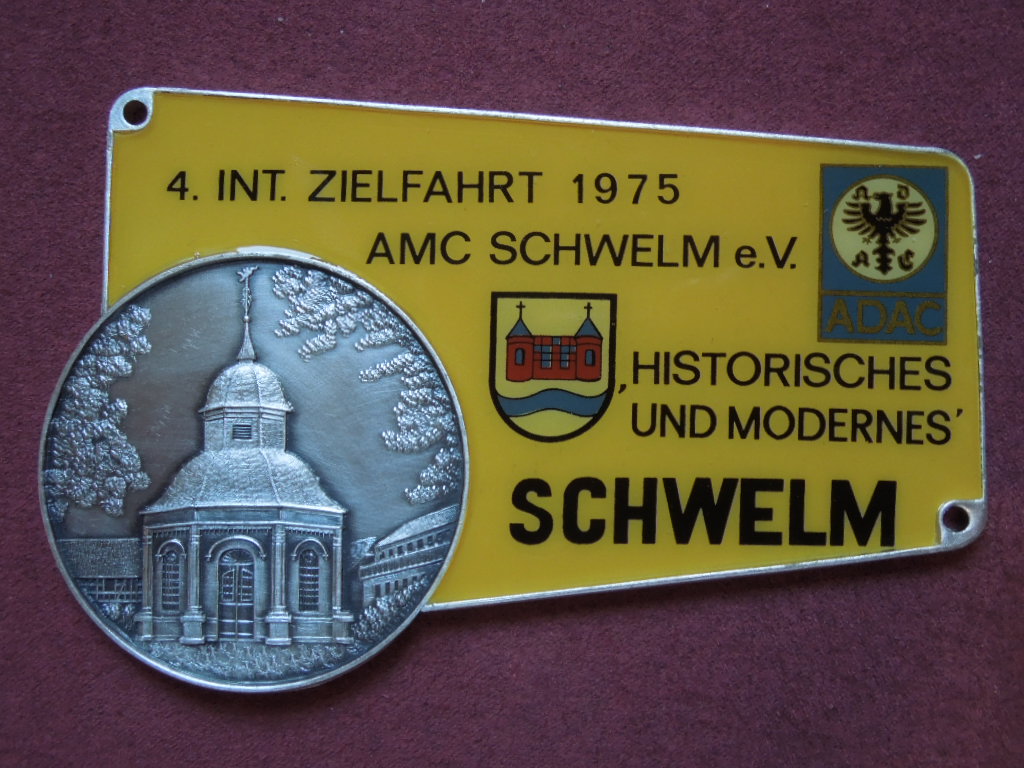 4. INT. ZIELFAHRT 1975
AMC SCHWELM e.V.
A D
A C
ADAC
‚HISTORISCHES
UND MODERNES’
SCHWELM